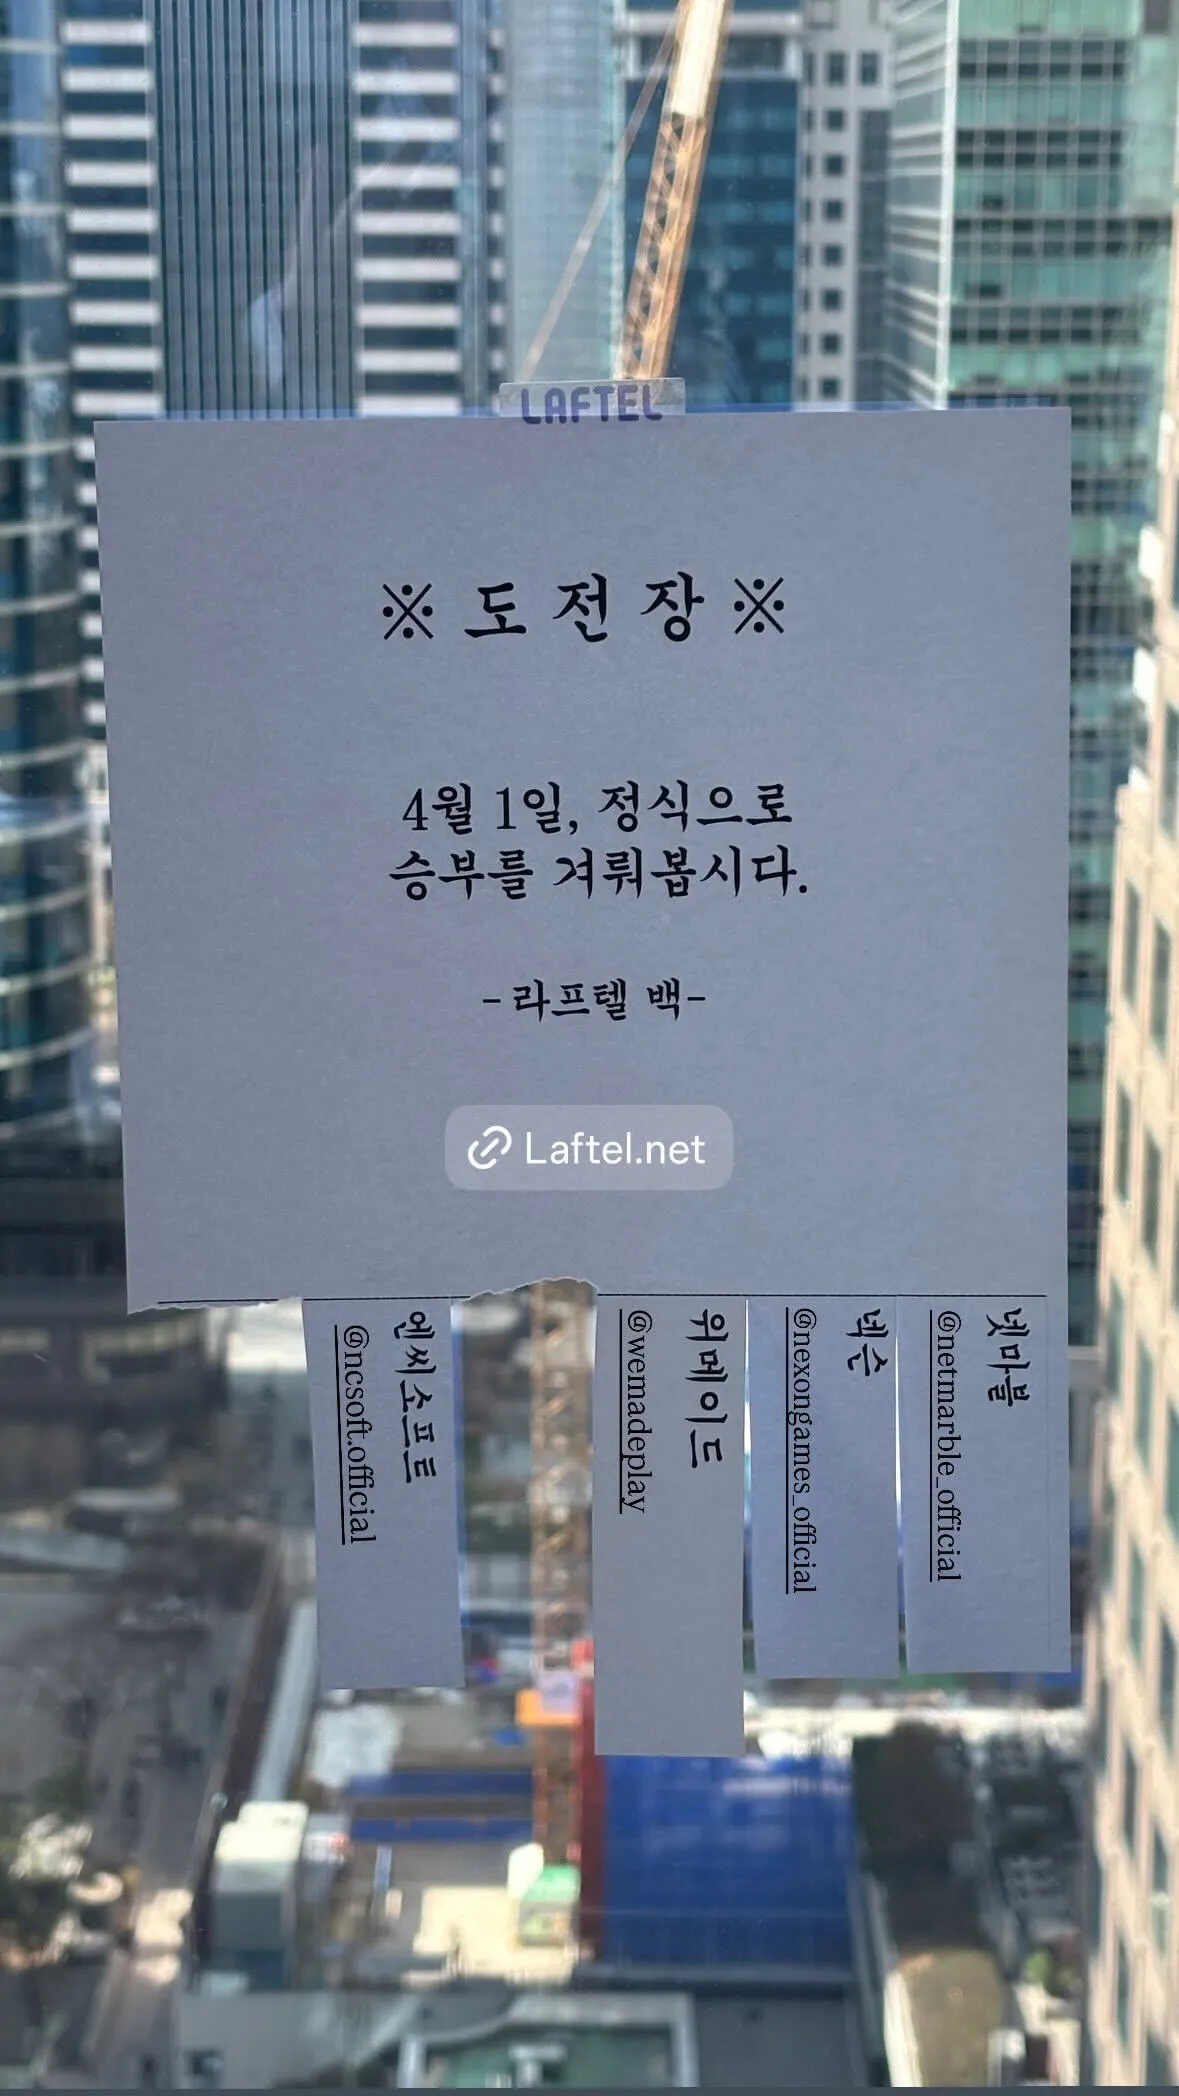 LAFTEL
※ 도 전 장 ※
4월 1일, 정식으로
승부를 겨뤄봅시다.
- 라프텔 백-
Laftel.net
엔씨소프트
@ncsoft.official
위메이드
@wemadeplay
넥슨
@nexongames_official
넷마블
@netmarble_official